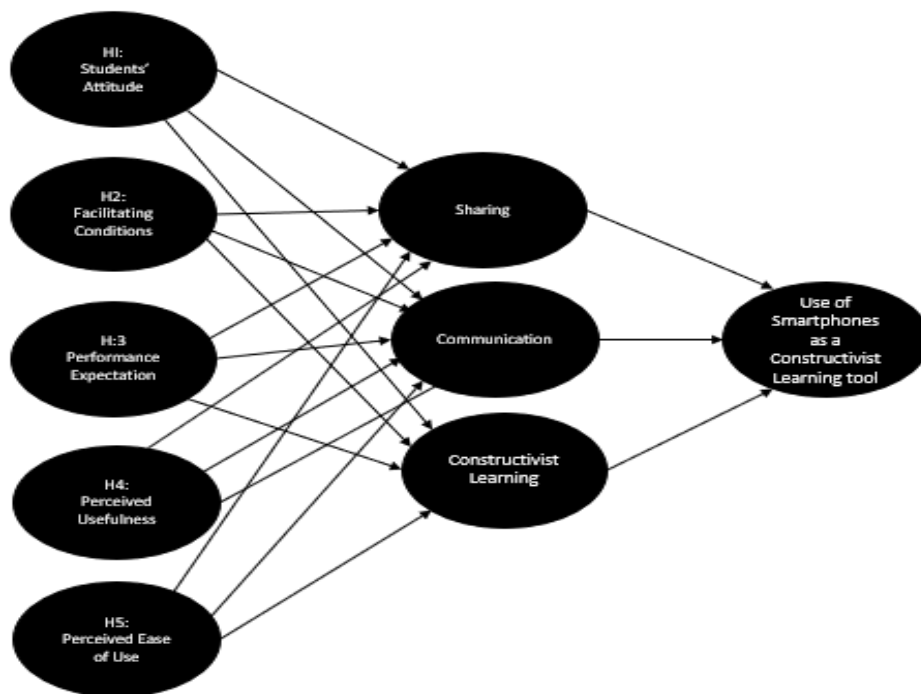 HI:
Students'
Attitude
H2:
Facilitating
Conditions
H:3
Performance
Expectation
H4:
Perceived
Usefulness
H5:
Perceived Ease
of Use
Sharing
Communication
Constructivist
Learning
Use of
Smartphones
as a
Constructivist
Learning tool